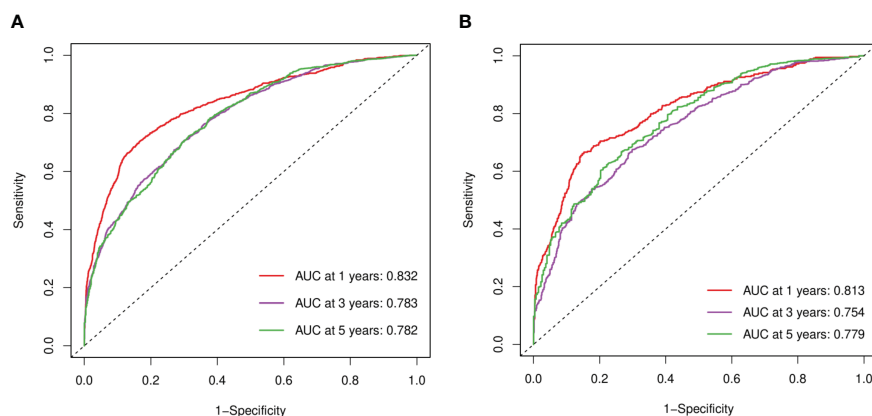 A
1.0
0.8
0.6
0.4
0.2
0.0
Sensitivity
AUC at 1 years: 0.832
AUC at 3 years: 0.783
AUC at 5 years: 0.782
0.0 0.2 0.4 0.6 0.8 1.0
1−Specificity
B
1.0
0.8
0.6
0.4
0.2
0.0
Sensitivity
AUC at 1 years: 0.813
AUC at 3 years: 0.754
AUC at 5 years: 0.779
0.0 0.2 0.4 0.6 0.8 1.0
1−Specificity